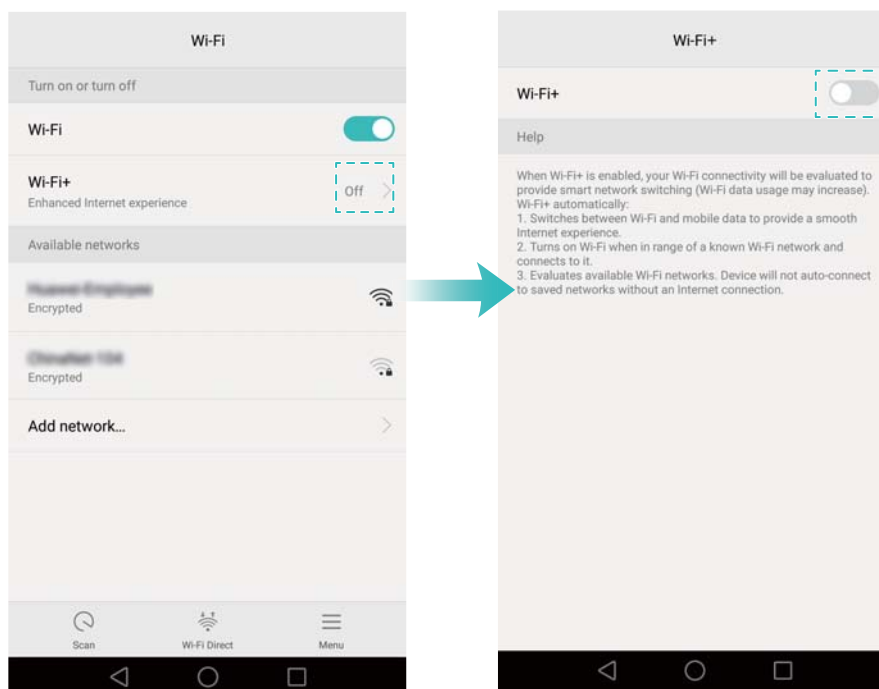 Wi-Fi
Turn on or turn off
Wi-Fi
Wi-Fi+
Enhanced Internet experience
Off
Available networks
Encrypted
Encrypted
Add network...
Scan
Wi-Fi Direct
Menu
Wi-Fi+
Wi-Fi+
Help
When Wi-Fi+ is enabled, your Wi-Fi connectivity will be evaluated to
provide smart network switching (Wi-Fi data usage may increase).
Wi-Fi+ automatically:
1. Switches between Wi-Fi and mobile data to provide a smooth
Internet experience.
2. Turns on Wi-Fi when in range of a known Wi-Fi network and
connects to it.
3. Evaluates available Wi-Fi networks. Device will not auto-connect
to saved networks without an Internet connection.